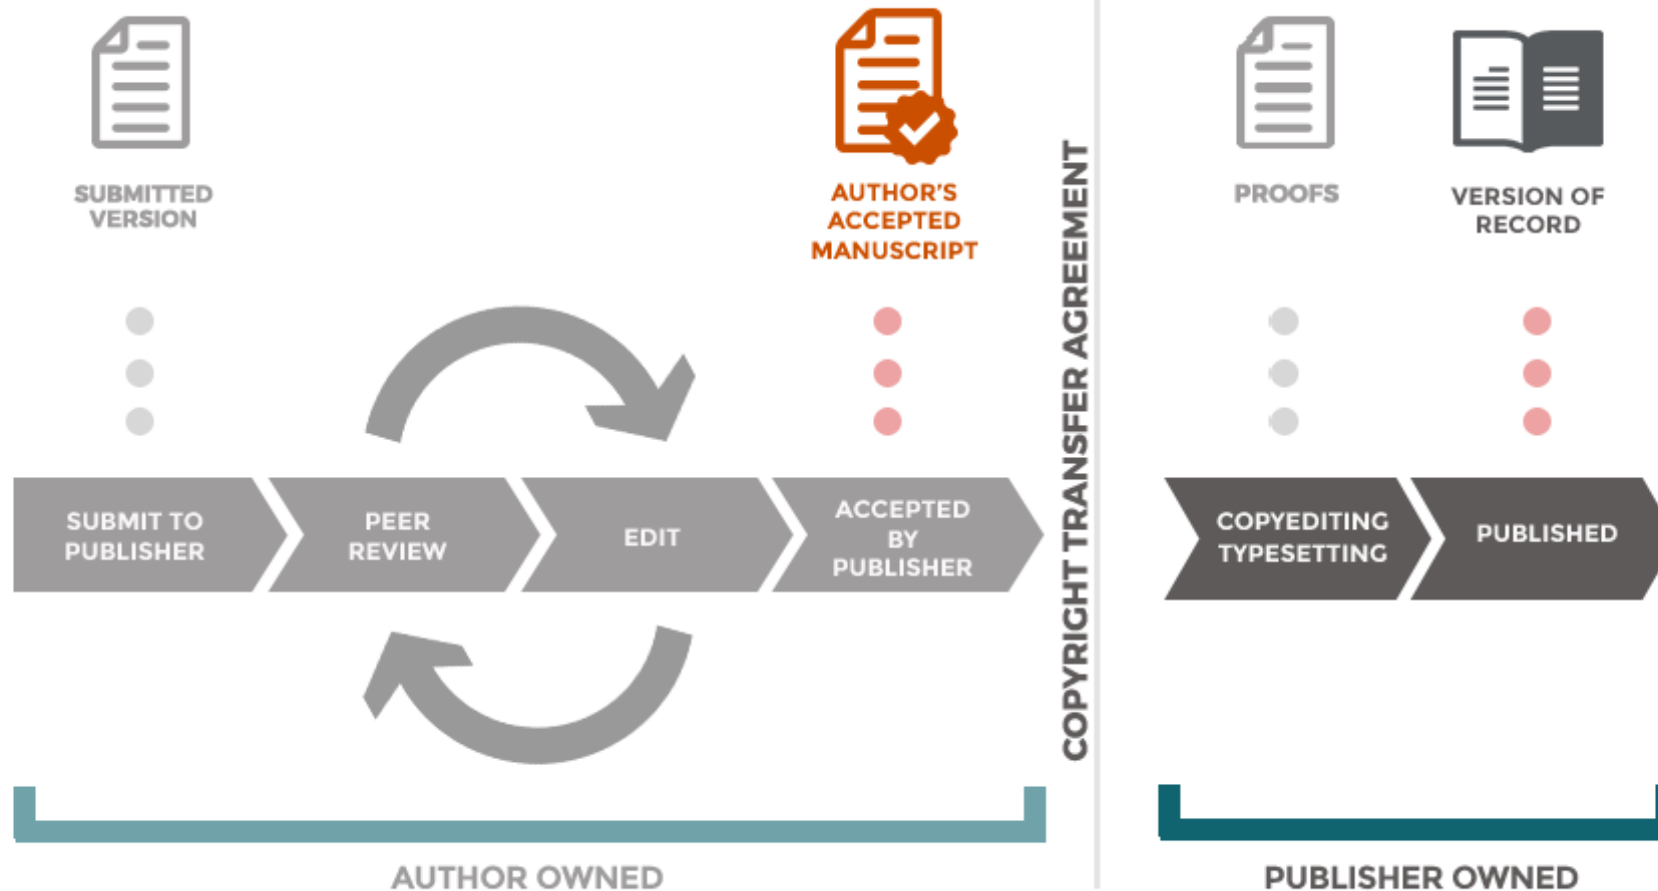 SUBMITTED
VERSION
AUTHOR'S
ACCEPTED
MANUSCRIPT
COPYRIGHT TRANSFER AGREEMENT
PROOFS
VERSION OF
RECORD
SUBMIT TO
PUBLISHER
PEER
REVIEW
EDIT
ACCEPTED
BY
PUBLISHER
COPYEDITING
TYPESETTING
PUBLISHED
AUTHOR OWNED
PUBLISHER OWNED